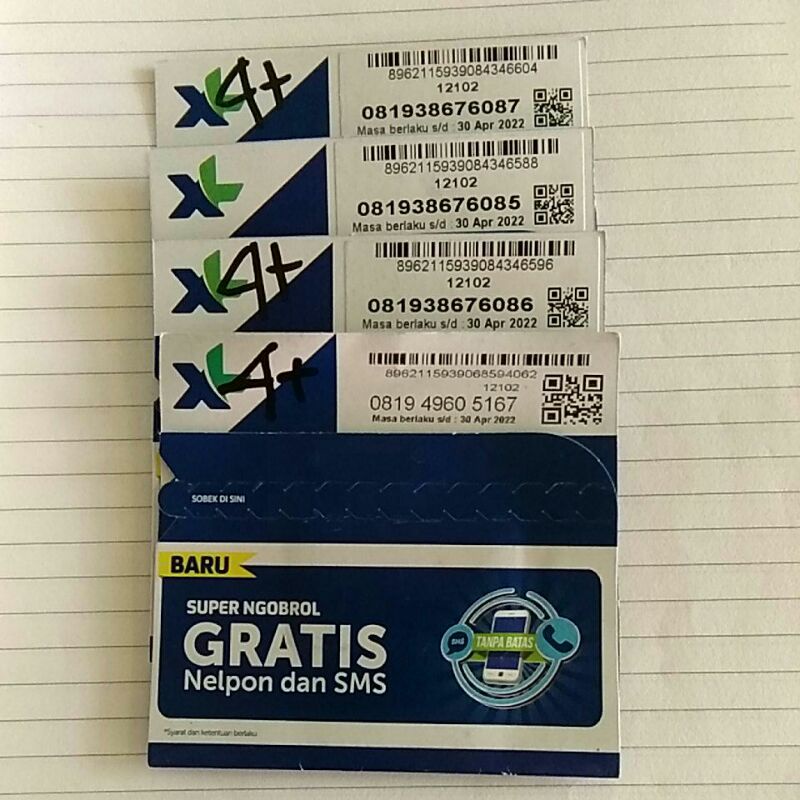 XL 4+
8962115939084346604
12102
081938676087
Masa berlaku s/d : 30 Apr 2022
XL
8962115939084346588
12102
081938676085
Masa berlaku s/d : 30 Apr 2022
XL 4+
8962115939084346596
12102
081938676086
Masa berlaku s/d : 30 Apr 2022
XL 4+
8962115939068594062
12102
0819 4960 5167
Masa berlaku s/d : 30 Apr 2022
SOBEK DI SINI
BARU
SUPER NGOBROL
GRATIS
Nelpon dan SMS
SMS
TANPA BATAS
*Syarat dan ketentuan berlaku